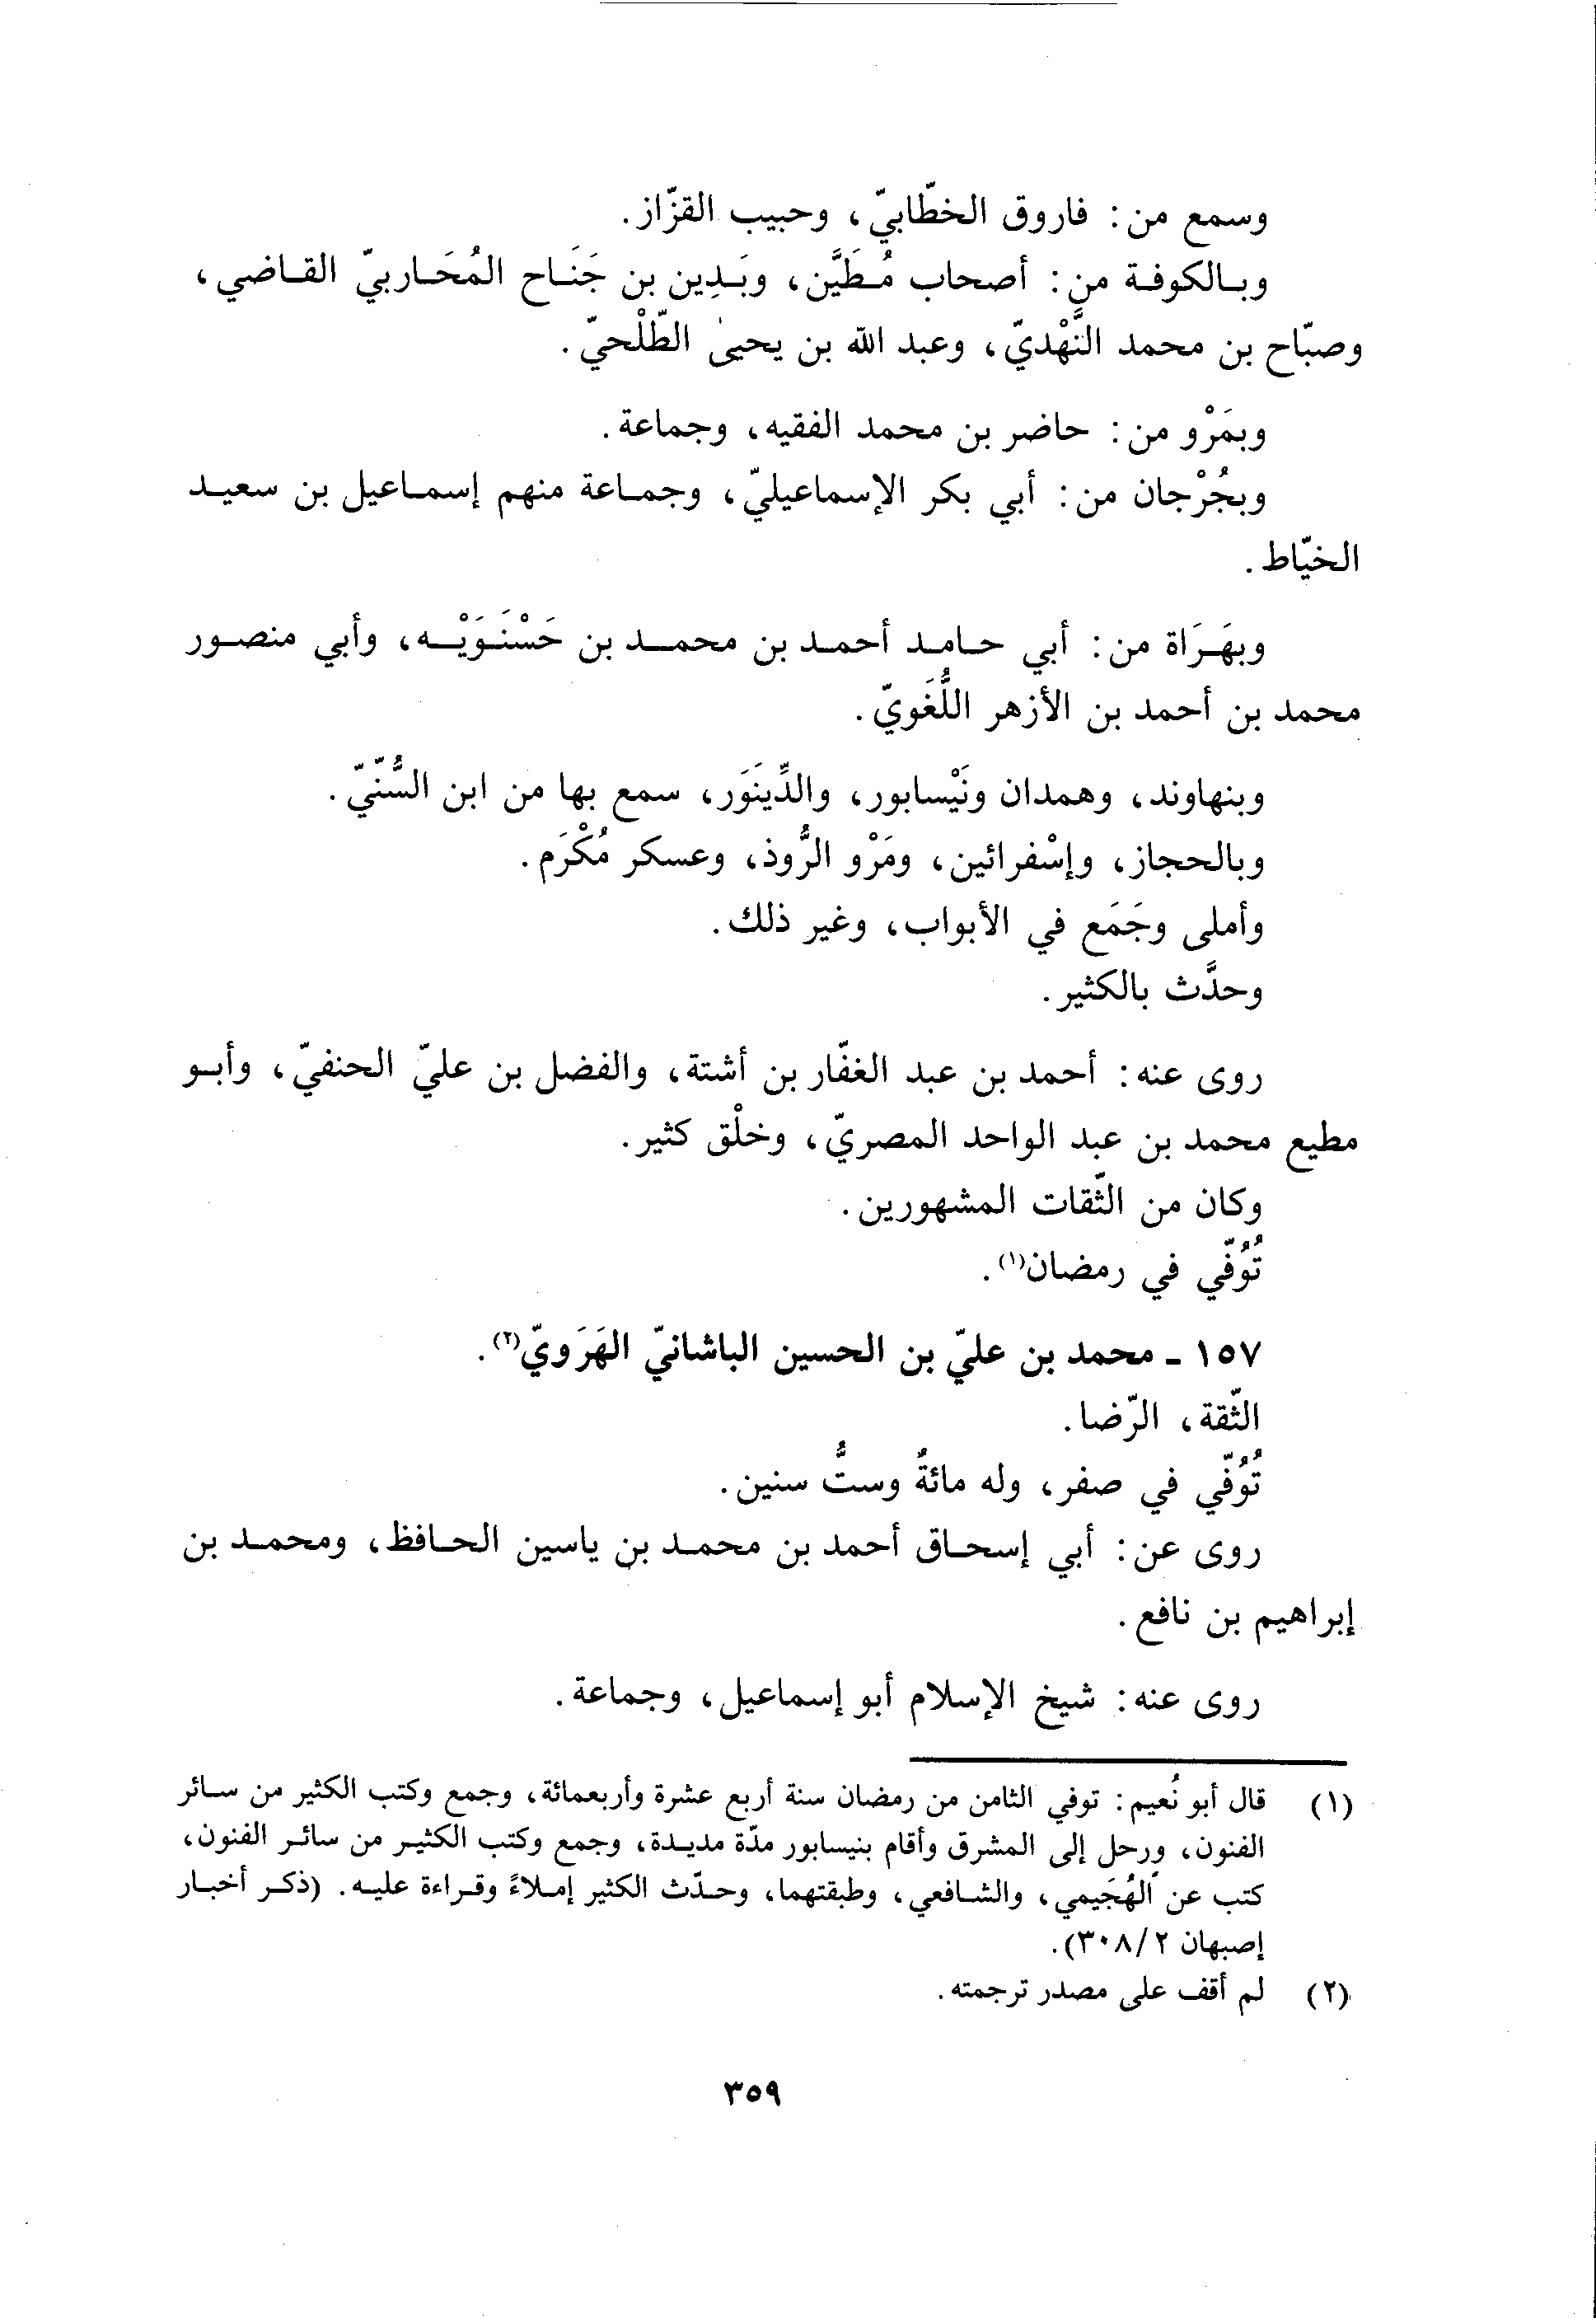 وسمع من: فاروق الخطّابيّ، وحبيب القزّاز.
وبالكوفة من: أصحاب مُطَيَّن، وبَدِين بن جَنَاح المُحَاربيّ القاضي،
وصبّاح بن محمد النَّهْديّ، وعبد الله بن يحيىٰ الطّلْحيّ.
وبمَرْو من: حاضر بن محمد الفقيه، وجماعة.
وبجُرْجان من: أبي بكر الإسماعيليّ، وجماعة منهم إسماعيل بن سعيد
الخيّاط.
وبهَرَاة من: أبي حامد أحمد بن محمد بن حَسْنَوَيْه، وأبي منصور
محمد بن أحمد بن الأزهر اللُّغَويّ.
وبنهاوند، وهمدان ونَيْسابور، والدِّينَوَر، سمع بها من ابن السُّنّيّ.
وبالحجاز، وإسْفرائين، ومَرْو الرُّوذ، وعسكر مُكْرَم.
وأملى وجَمَع في الأبواب، وغير ذلك.
وحدَّث بالكثير.
روى عنه: أحمد بن عبد الغفّار بن أشتة، والفضل بن عليّ الحنفيّ، وأبو
مطيع محمد بن عبد الواحد المصريّ، وخلْق كثير.
وكان من الثّقات المشهورين.
تُوُفّي في رمضان(١).
١٥٧ - محمد بن عليّ بن الحسين الباشانيّ الهَرَويّ(٢).
الثّقة، الرّضا.
تُوُفّي في صفر، وله مائةٌ وستُّ سنين.
روى عن: أبي إسحاق أحمد بن محمد بن ياسين الحافظ، ومحمد بن
إبراهيم بن نافع.
روى عنه: شيخ الإسلام أبو إسماعيل، وجماعة.
(١) قال أبو نُعيم: توفي الثامن من رمضان سنة أربع عشرة وأربعمائة، وجمع وكتب الكثير من سائر
الفنون، ورحل إلى المشرق وأقام بنيسابور مدّة مديدة، وجمع وكتب الكثير من سائر الفنون،
كتب عن الهُجَيمي، والشافعي، وطبقتهما، وحدّث الكثير إملاءً وقراءة عليه. (ذكر أخبار
إصبهان ٢/٣٠٨).
(٢) لم أقف على مصدر ترجمته.
٣٥٩